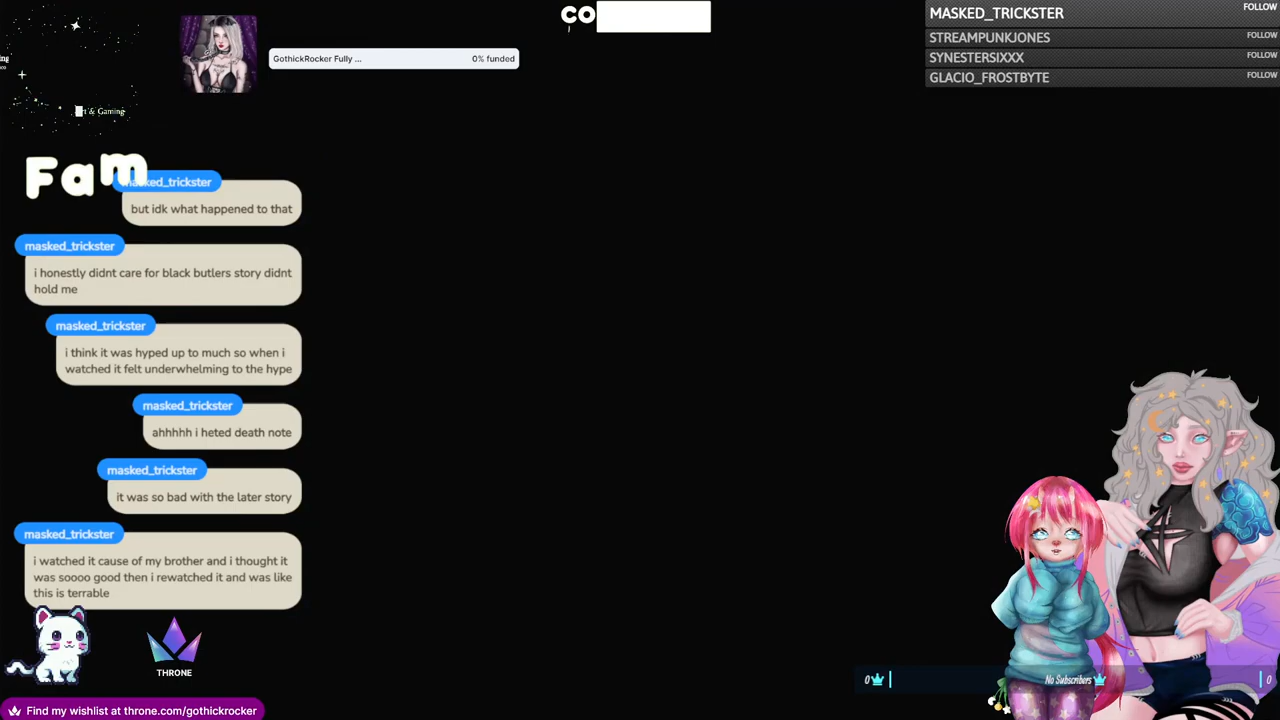 co
MASKED_TRICKSTER
FOLLOW
STREAMPUNKJONES
FOLLOW
SYNESTERSIXXX
FOLLOW
GLACIO_FROSTBYTE
FOLLOW
GothickRocker Fully ...
0% funded
& Gaming
Fam
masked_trickster
but idk what happened to that
masked_trickster
i honestly didnt care for black butlers story didnt
hold me
masked_trickster
i think it was hyped up to much so when i
watched it felt underwhelming to the hype
masked_trickster
ahhhhh i heted death note
masked_trickster
it was so bad with the later story
masked_trickster
i watched it cause of my brother and i thought it
was soooo good then i rewatched it and was like
this is terrable
THRONE
Find my wishlist at throne.com/gothickrocker
0
No Subscribers
0